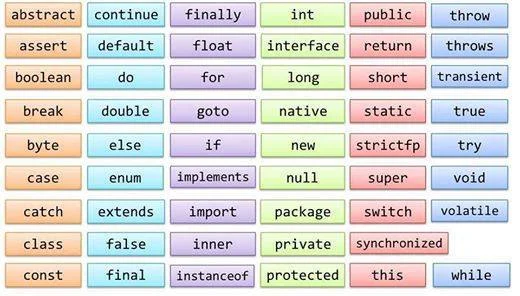 abstract continue finally int public throw
assert default float interface return throws
boolean do for long short transient
break double goto native static true
byte else if new strictfp try
case enum implements null super void
catch extends import package switch volatile
class false inner private synchronized
const final instanceof protected this while